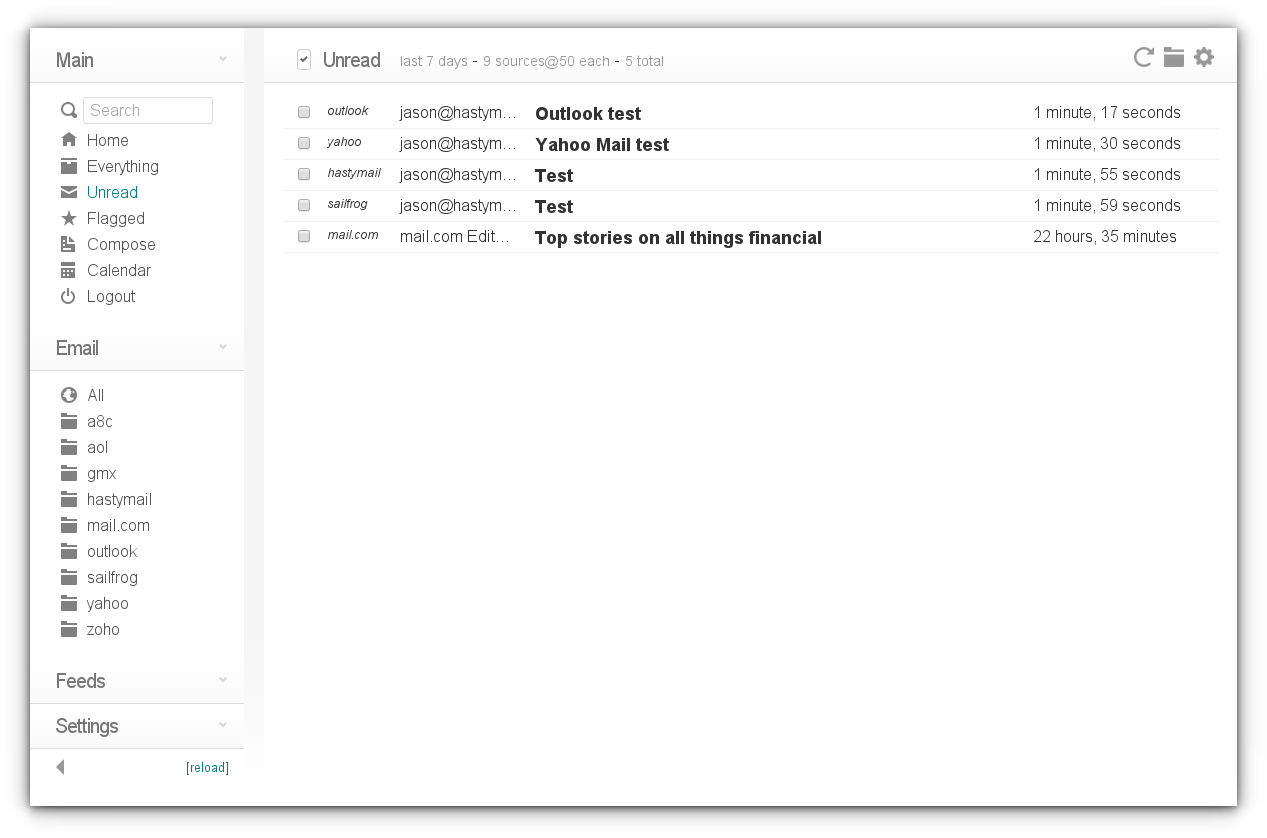 Main
Search
Home
Everything
Unread
Flagged
Compose
Calendar
Logout
Email
All
a8c
aol
gmx
hastymail
mail.com
outlook
sailfrog
yahoo
zoho
Feeds
Settings
[reload]
Unread last 7 days - 9 sources@50 each - 5 total
outlook jason@hastym... Outlook test 1 minute, 17 seconds
yahoo jason@hastym... Yahoo Mail test 1 minute, 30 seconds
hastymail jason@hastym... Test 1 minute, 55 seconds
sailfrog jason@hastym... Test 1 minute, 59 seconds
mail.com mail.com Edit... Top stories on all things financial 22 hours, 35 minutes